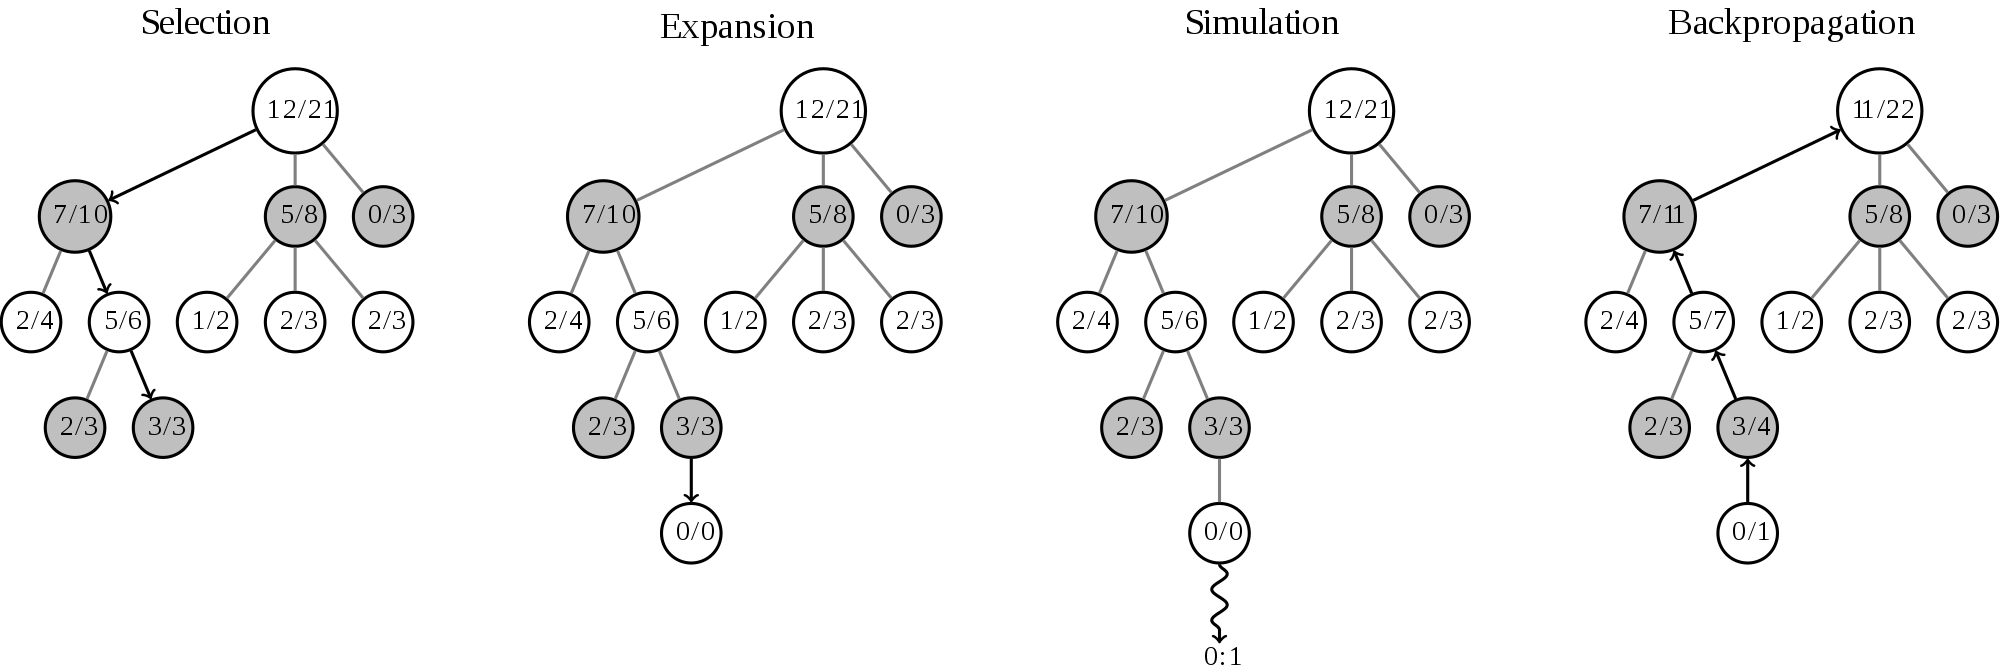 Selection
12/21
7/10 5/8 0/3
2/4 5/6 1/2 2/3 2/3
2/3 3/3
Expansion
12/21
7/10 5/8 0/3
2/4 5/6 1/2 2/3 2/3
2/3 3/3
0/0
Simulation
12/21
7/10 5/8 0/3
2/4 5/6 1/2 2/3 2/3
2/3 3/3
0/0
0:1
Backpropagation
11/22
7/11 5/8 0/3
2/4 5/7 1/2 2/3 2/3
2/3 3/4
0/1